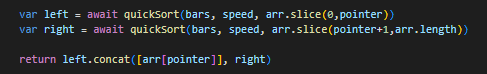 var left = await quickSort(bars, speed, arr.slice(0,pointer))
var right = await quickSort(bars, speed, arr.slice(pointer+1,arr.length))
return left.concat([arr[pointer]], right)